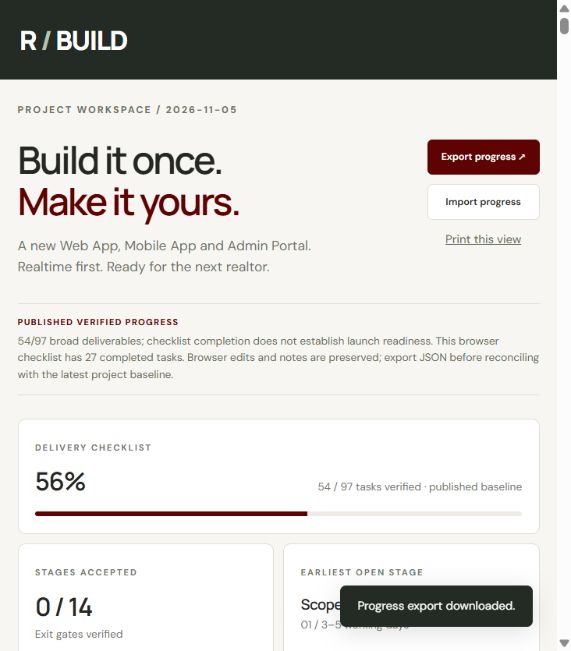 R / BUILD
PROJECT WORKSPACE / 2026-11-05
Build it once.
Make it yours.
Export progress ↗
Import progress
Print this view
A new Web App, Mobile App and Admin Portal.
Realtime first. Ready for the next realtor.
PUBLISHED VERIFIED PROGRESS
54/97 broad deliverables; checklist completion does not establish launch readiness. This browser
checklist has 27 completed tasks. Browser edits and notes are preserved; export JSON before reconciling
with the latest project baseline.
DELIVERY CHECKLIST
56%
54 / 97 tasks verified · published baseline
STAGES ACCEPTED
0 / 14
Exit gates verified
EARLIEST OPEN STAGE
Scope
01 / 3–5 working days
Progress export downloaded.